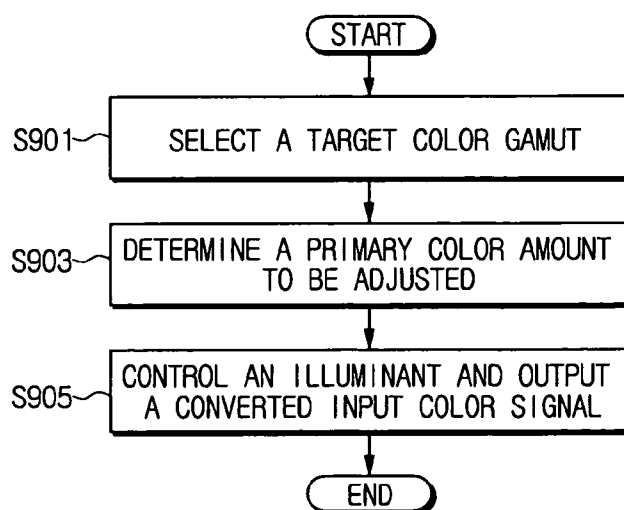 START
S901
SELECT A TARGET COLOR GAMUT
S903
DETERMINE A PRIMARY COLOR AMOUNT
TO BE ADJUSTED
S905
CONTROL AN ILLUMINANT AND OUTPUT
A CONVERTED INPUT COLOR SIGNAL
END